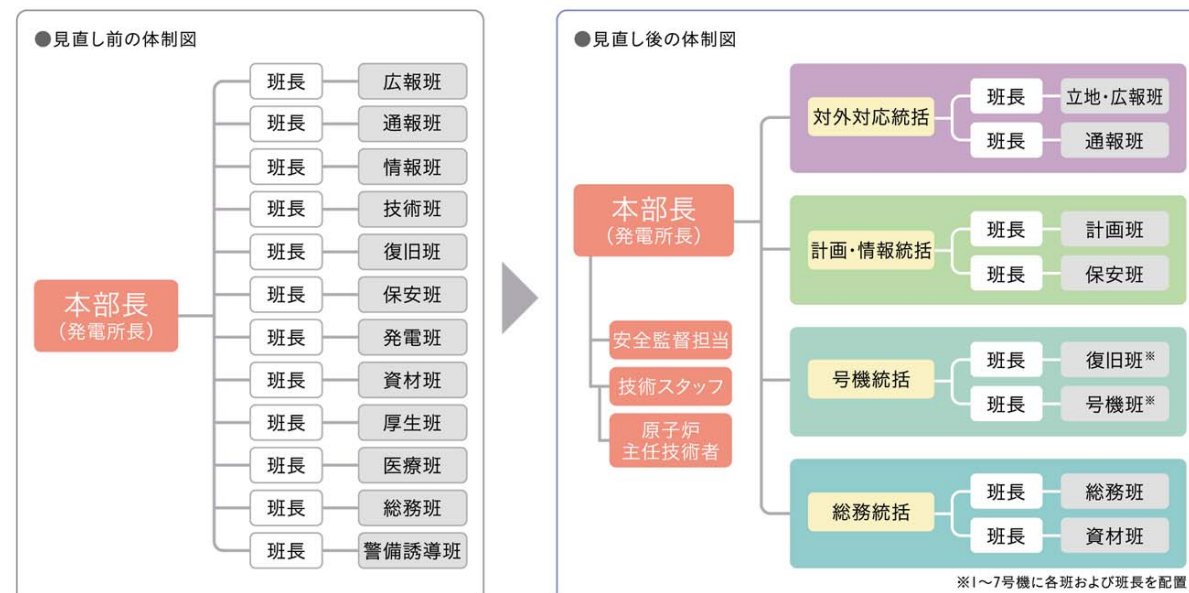 ●見直し前の体制図
本部長
(発電所長)
班長 広報班
班長 通報班
班長 情報班
班長 技術班
班長 復旧班
班長 保安班
班長 発電班
班長 資材班
班長 厚生班
班長 医療班
班長 総務班
班長 警備誘導班
●見直し後の体制図
本部長
(発電所長)
安全監督担当
技術スタッフ
原子炉
主任技術者
対外対応統括
班長 立地・広報班
班長 通報班
計画・情報統括
班長 計画班
班長 保安班
号機統括
班長 復旧班※
班長 号機班※
総務統括
班長 総務班
班長 資材班
※1〜7号機に各班および班長を配置